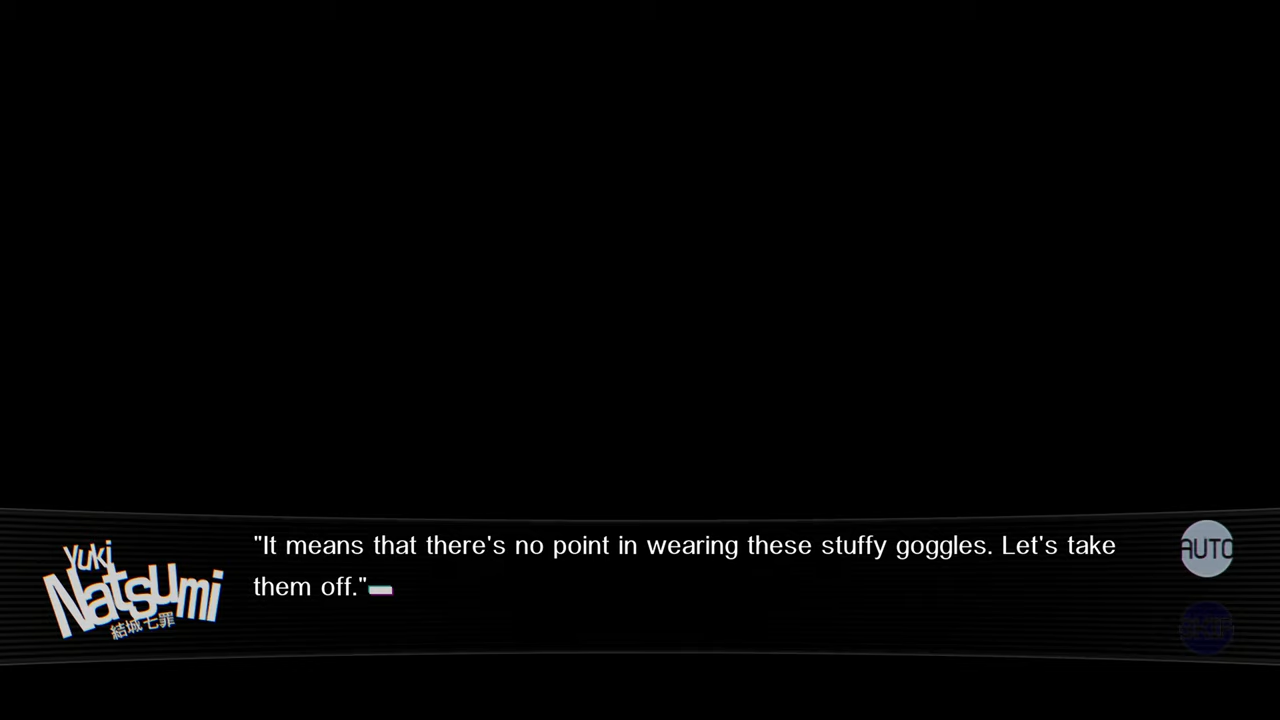 "It means that there's no point in wearing these stuffy goggles. Let's take
them off."
Yuki
Natsumi
結城七罪
AUTO
SKIP